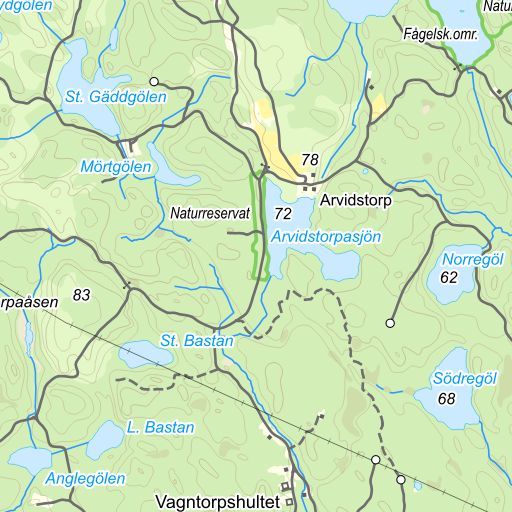 ydgölen
Natur
Fågelsk.omr.
St. Gäddgölen
Mörtgölen
78
Arvidstorp
Naturreservat
72
Arvidstorpasjön
Norregöl
62
83
rpaåsen
St. Bastan
Södregöl
68
L. Bastan
Anglegölen
Vagntorpshultet